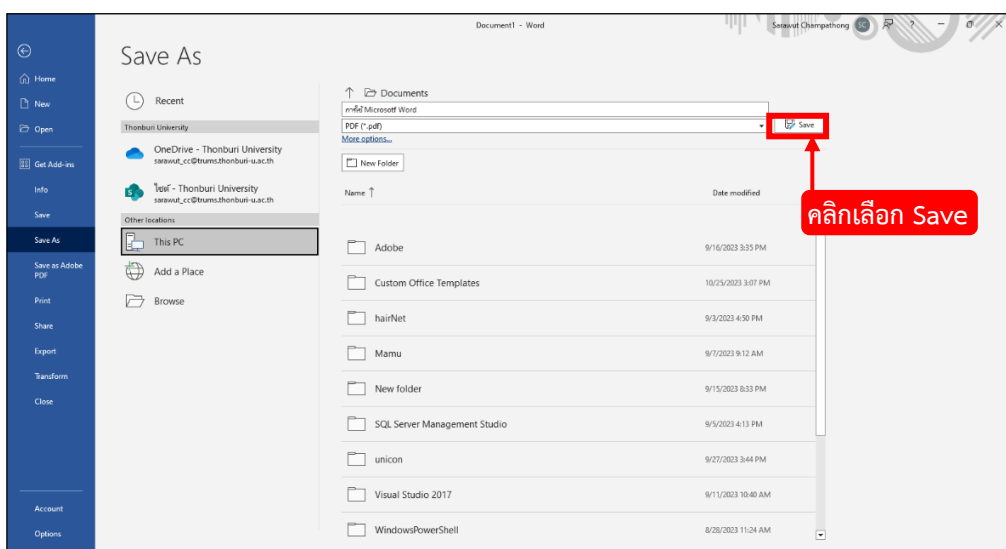 Document1 - Word
Sarawut Champathong
SC
?
Save As
Home
New
Open
Get Add-ins
Info
Save
Save As
Save as Adobe
PDF
Print
Share
Export
Transform
Close
Account
Options
Recent
Thonburi University
OneDrive - Thonburi University
sarawut_cc@trums.thonburi-u.ac.th
ไซต์ - Thonburi University
sarawut_cc@trums.thonburi-u.ac.th
Other locations
This PC
Add a Place
Browse
Documents
Microsotf Word
PDF (*.pdf)
Save
More options...
New Folder
Name
Date modified
คลิกเลือก Save
Adobe 9/16/2023 3:35 PM
Custom Office Templates 10/25/2023 3:07 PM
hairNet 9/3/2023 4:50 PM
Mamu 9/7/2023 9:12 AM
New folder 9/15/2023 8:33 PM
SQL Server Management Studio 9/5/2023 4:13 PM
unicon 9/27/2023 3:44 PM
Visual Studio 2017 9/11/2023 10:40 AM
WindowsPowerShell 8/28/2023 11:24 AM